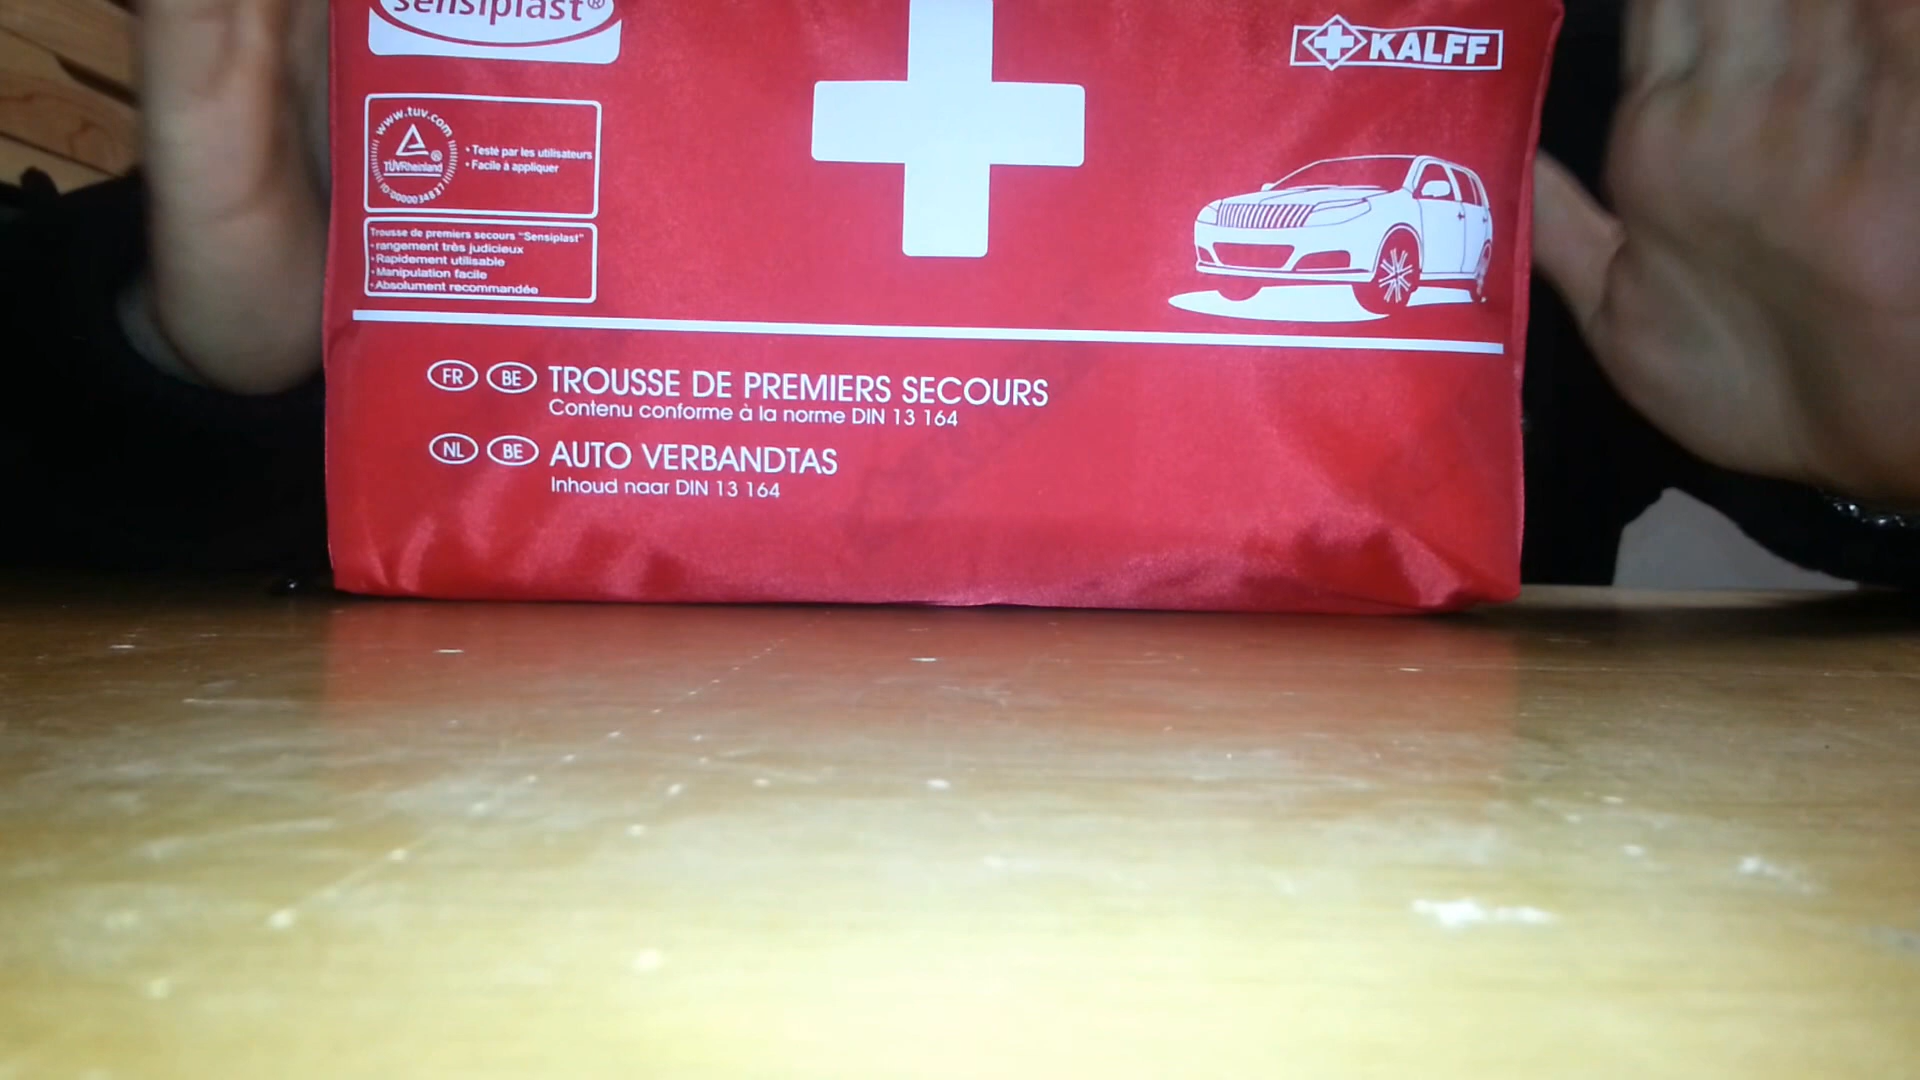 sensiplast®
KALFF
www.tuv.com
TÜVRheinland
®
ID:0000034837
• Testé par les utilisateurs
• Facile à appliquer
Trousse de premiers secours "Sensiplast"
• rangement très judicieux
• Rapidement utilisable
• Manipulation facile
• Absolument recommandée
FR BE TROUSSE DE PREMIERS SECOURS
Contenu conforme à la norme DIN 13 164
NL BE AUTO VERBANDTAS
Inhoud naar DIN 13 164